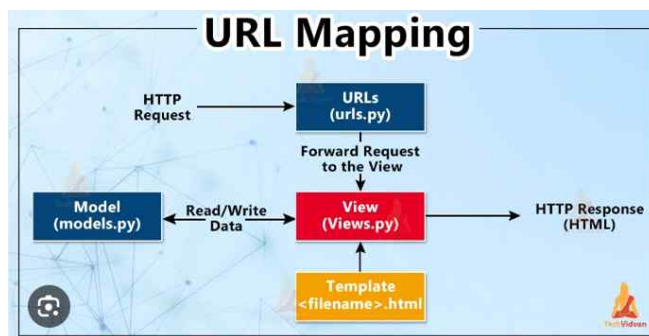 URL Mapping
HTTP
Request
URLs
(urls.py)
Forward Request
to the View
Model
(models.py)
Read/Write
Data
View
(Views.py)
HTTP Response
(HTML)
Template
<filename>.html
TechVidvan